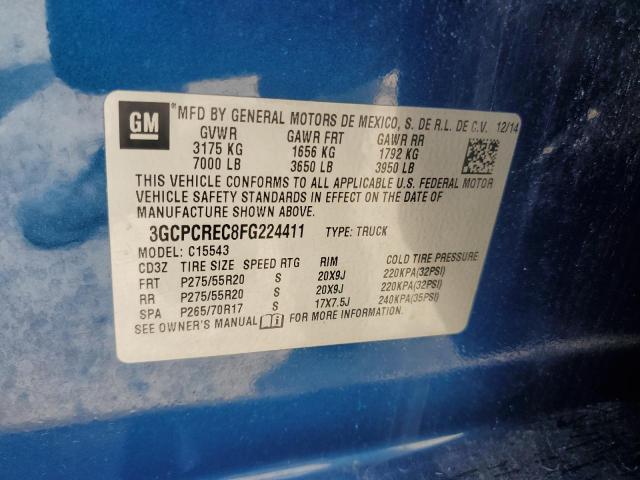 GM ® MFD BY GENERAL MOTORS DE MEXICO, S. DE R.L. DE C.V. 12/14
GVWR GAWR FRT GAWR RR
3175 KG 1656 KG 1792 KG
7000 LB 3650 LB 3950 LB
THIS VEHICLE CONFORMS TO ALL APPLICABLE U.S. FEDERAL MOTOR
VEHICLE SAFETY STANDARDS IN EFFECT ON THE DATE OF
MANUFACTURE SHOWN ABOVE.
3GCPCREC8FG224411 TYPE: TRUCK
MODEL: C15543
CD3Z TIRE SIZE SPEED RTG RIM COLD TIRE PRESSURE
FRT P275/55R20 S 20X9J 220KPA(32PSI)
RR P275/55R20 S 20X9J 220KPA(32PSI)
SPA P265/70R17 S 17X7.5J 240KPA(35PSI)
SEE OWNER'S MANUAL FOR MORE INFORMATION.